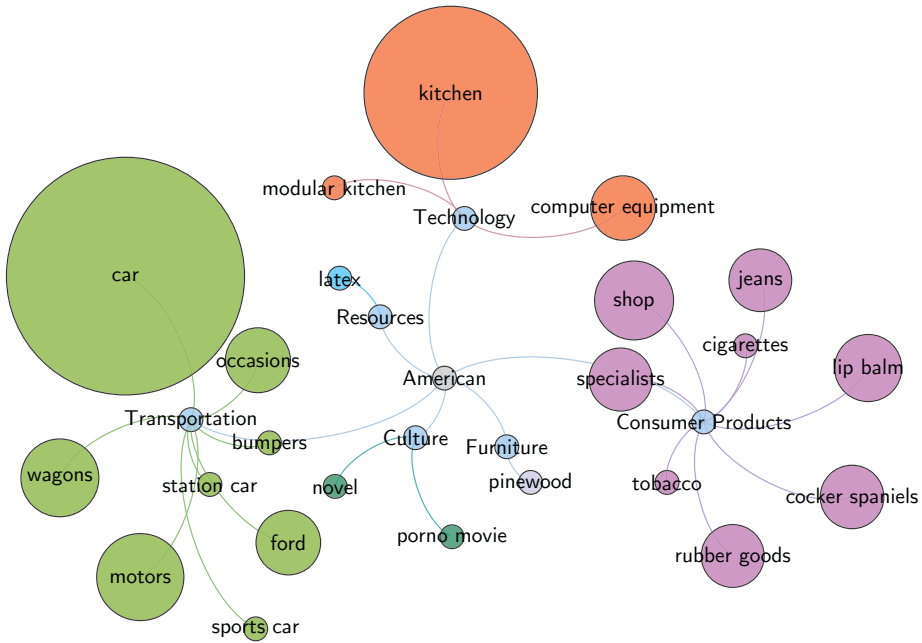 kitchen
modular kitchen
computer equipment
Technology
car
latex
jeans
shop
Resources
cigarettes
occasions
lip balm
American
specialists
Transportation
Consumer Products
bumpers
Culture
Furniture
wagons
station car
novel
pinewood
tobacco
cocker spaniels
porno movie
ford
rubber goods
motors
sports car